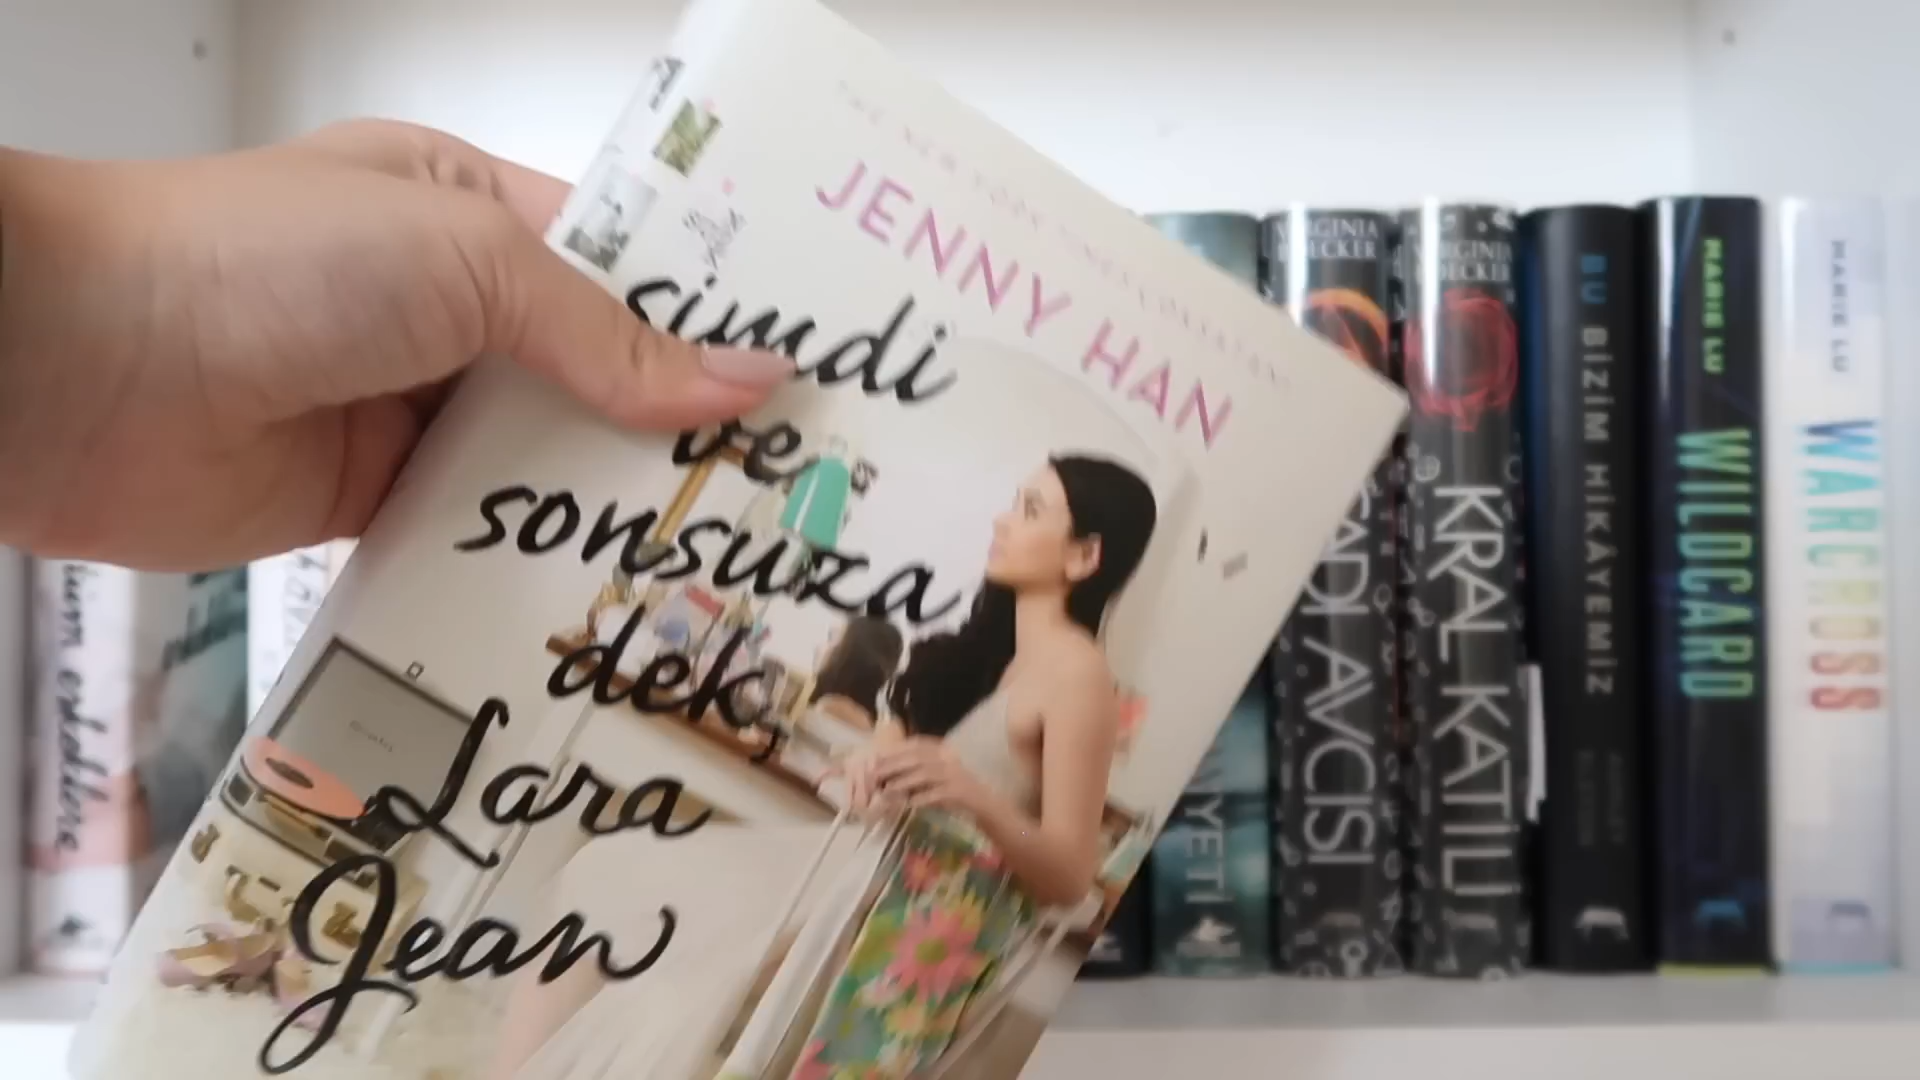 JENNY HAN
şimdi
ve
sonsuza
dek,
Lara
Jean
VIRGINIA
BOECKER
CADI AVCISI
VIRGINIA
BOECKER
KRAL KATİLİ
BU BİZİM HİKÂYEMİZ
MARIE LU
WILDCARD
MARIE LU
WARCROSS